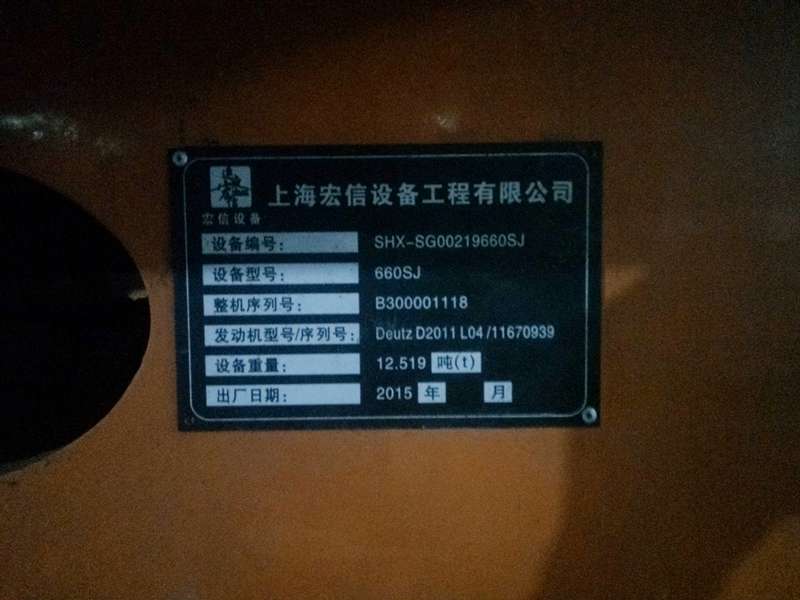 上海宏信设备工程有限公司
宏信设备
设备编号: SHX-SG00219660SJ
设备型号: 660SJ
整机序列号: B300001118
发动机型号/序列号: Deutz D2011 L04 /11670939
设备重量: 12.519 吨(t)
出厂日期: 2015 年 月